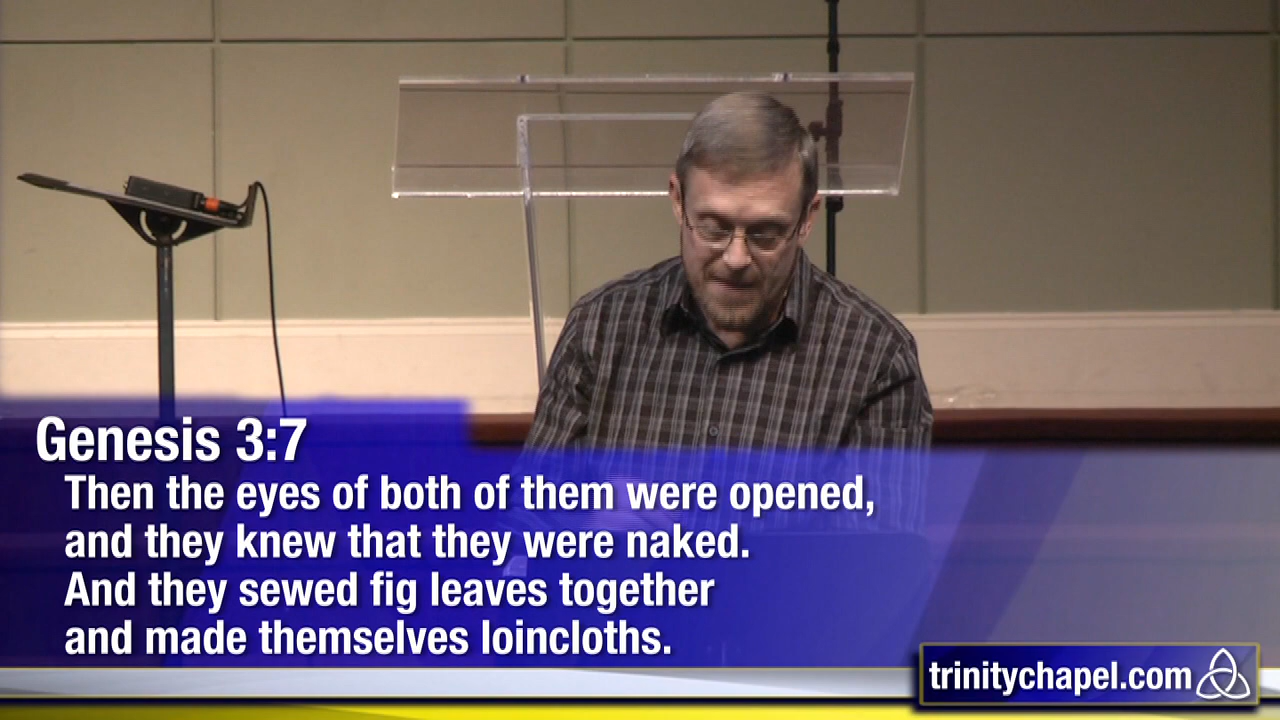 Genesis 3:7
Then the eyes of both of them were opened,
and they knew that they were naked.
And they sewed fig leaves together
and made themselves loincloths.
trinitychapel.com